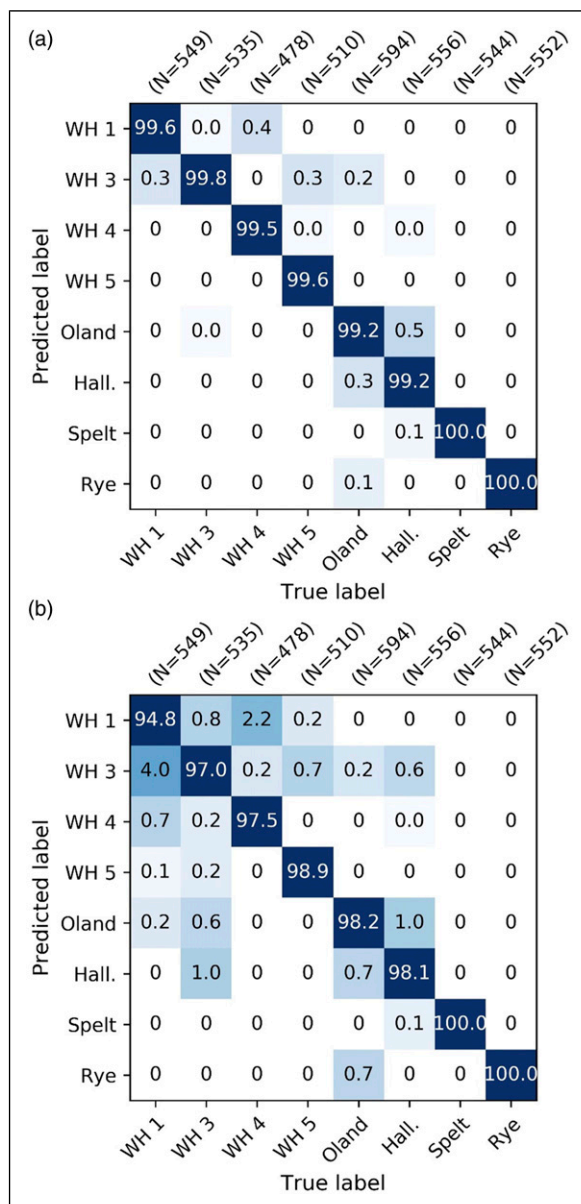 (a)
(N=549) (N=535) (N=478) (N=510) (N=594) (N=556) (N=544) (N=552)
WH 1 99.6 0.0 0.4 0 0 0 0 0
WH 3 0.3 99.8 0 0.3 0.2 0 0 0
WH 4 0 0 99.5 0.0 0 0.0 0 0
WH 5 0 0 0 99.6 0 0 0 0
Oland 0 0.0 0 0 99.2 0.5 0 0
Hall. 0 0 0 0 0.3 99.2 0 0
Spelt 0 0 0 0 0 0.1 100.0 0
Rye 0 0 0 0 0.1 0 0 100.0
Predicted label
WH 1 WH 3 WH 4 WH 5 Oland Hall. Spelt Rye
True label
(b)
(N=549) (N=535) (N=478) (N=510) (N=594) (N=556) (N=544) (N=552)
WH 1 94.8 0.8 2.2 0.2 0 0 0 0
WH 3 4.0 97.0 0.2 0.7 0.2 0.6 0 0
WH 4 0.7 0.2 97.5 0 0 0.0 0 0
WH 5 0.1 0.2 0 98.9 0 0 0 0
Oland 0.2 0.6 0 0 98.2 1.0 0 0
Hall. 0 1.0 0 0 0.7 98.1 0 0
Spelt 0 0 0 0 0 0.1 100.0 0
Rye 0 0 0 0 0.7 0 0 100.0
Predicted label
WH 1 WH 3 WH 4 WH 5 Oland Hall. Spelt Rye
True label